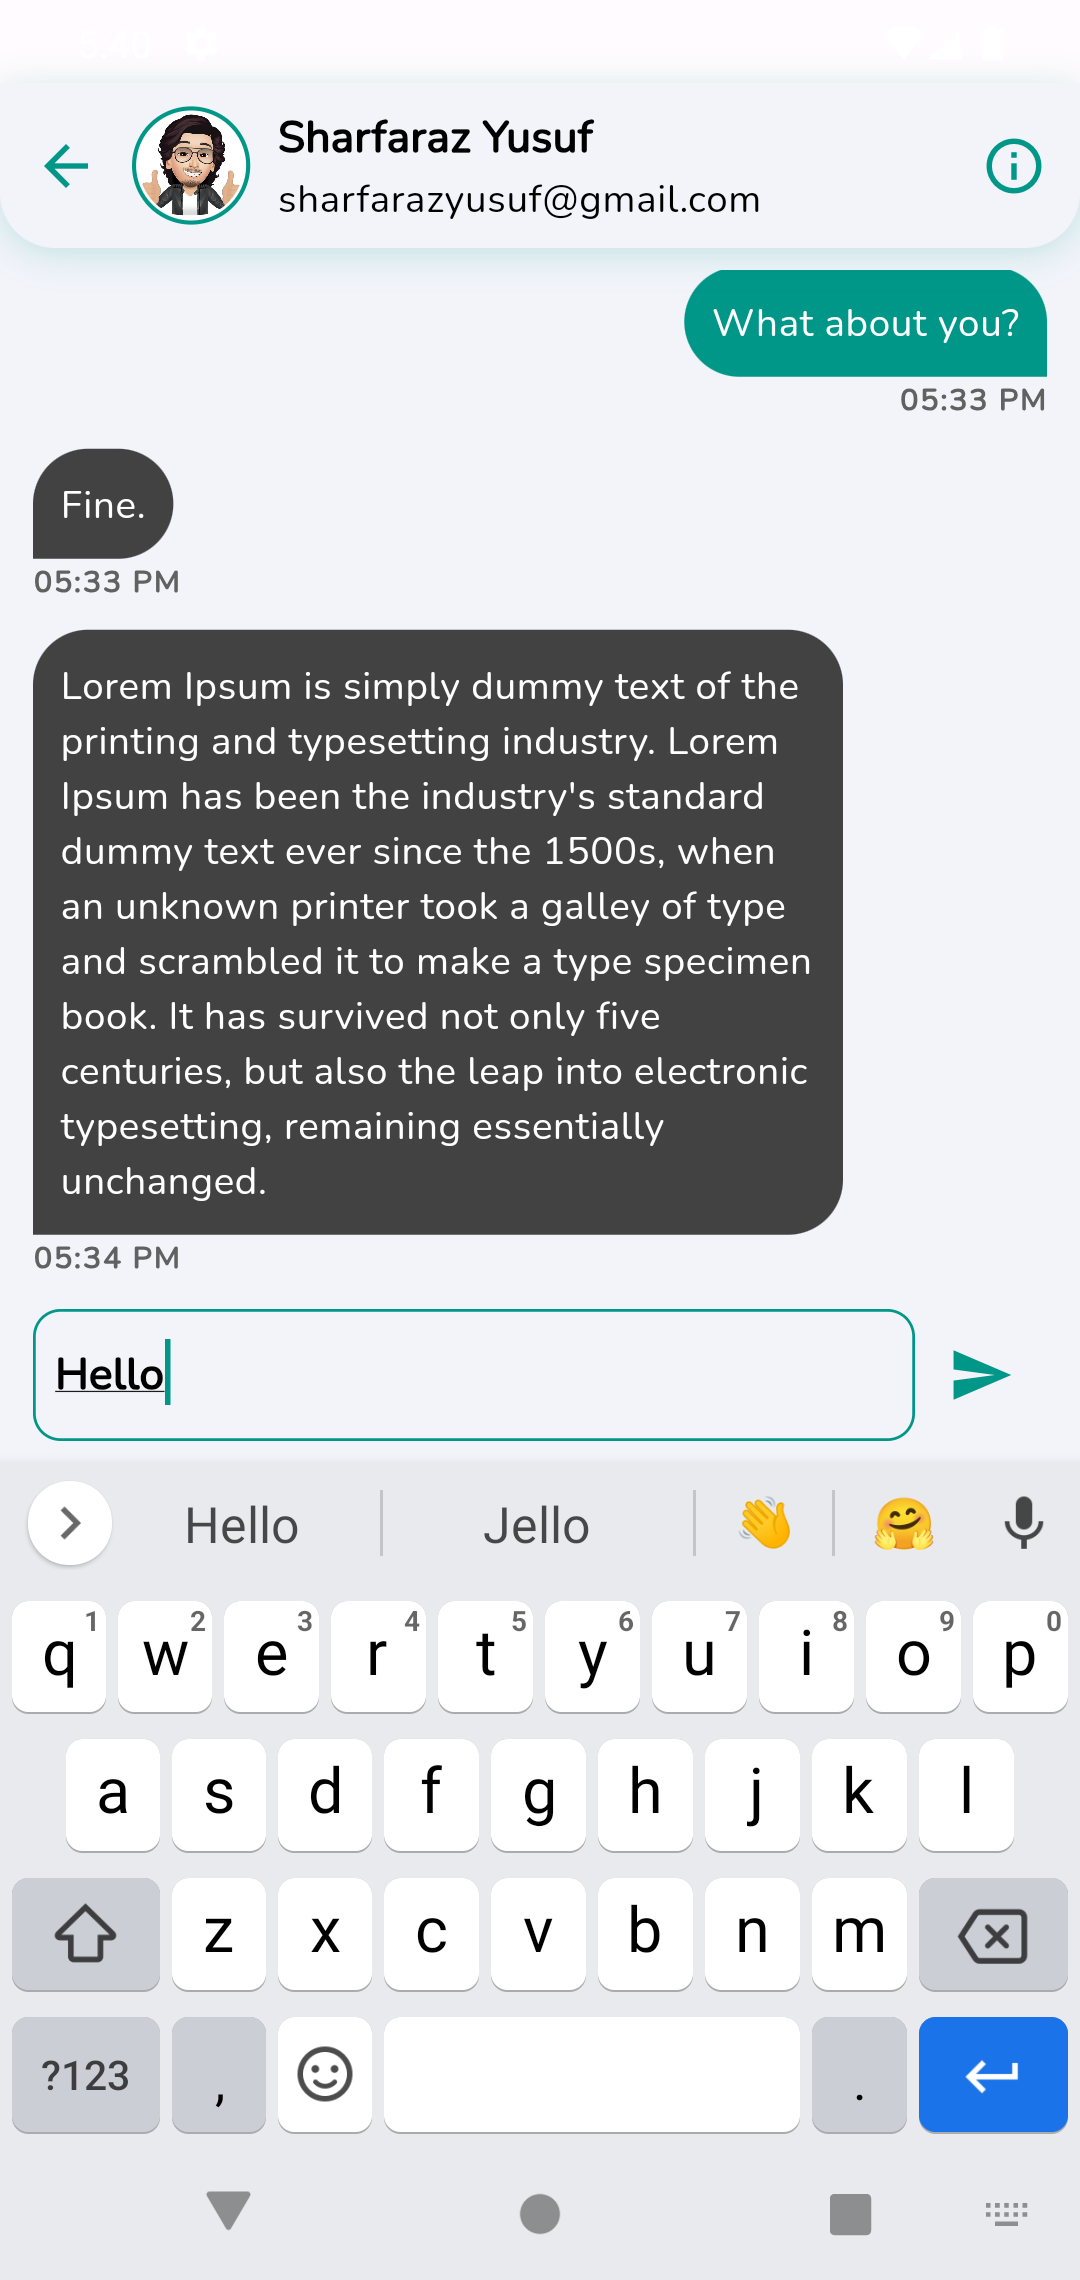 Sharfaraz Yusuf
sharfarazyusuf@gmail.com
What about you?
05:33 PM
Fine.
05:33 PM
Lorem Ipsum is simply dummy text of the
printing and typesetting industry. Lorem
Ipsum has been the industry's standard
dummy text ever since the 1500s, when
an unknown printer took a galley of type
and scrambled it to make a type specimen
book. It has survived not only five
centuries, but also the leap into electronic
typesetting, remaining essentially
unchanged.
05:34 PM
Hello
Hello Jello 👋 🤗
q 1 w 2 e 3 r 4 t 5 y 6 u 7 i 8 o 9 p 0
a s d f g h j k l
z x c v b n m
?123 , .